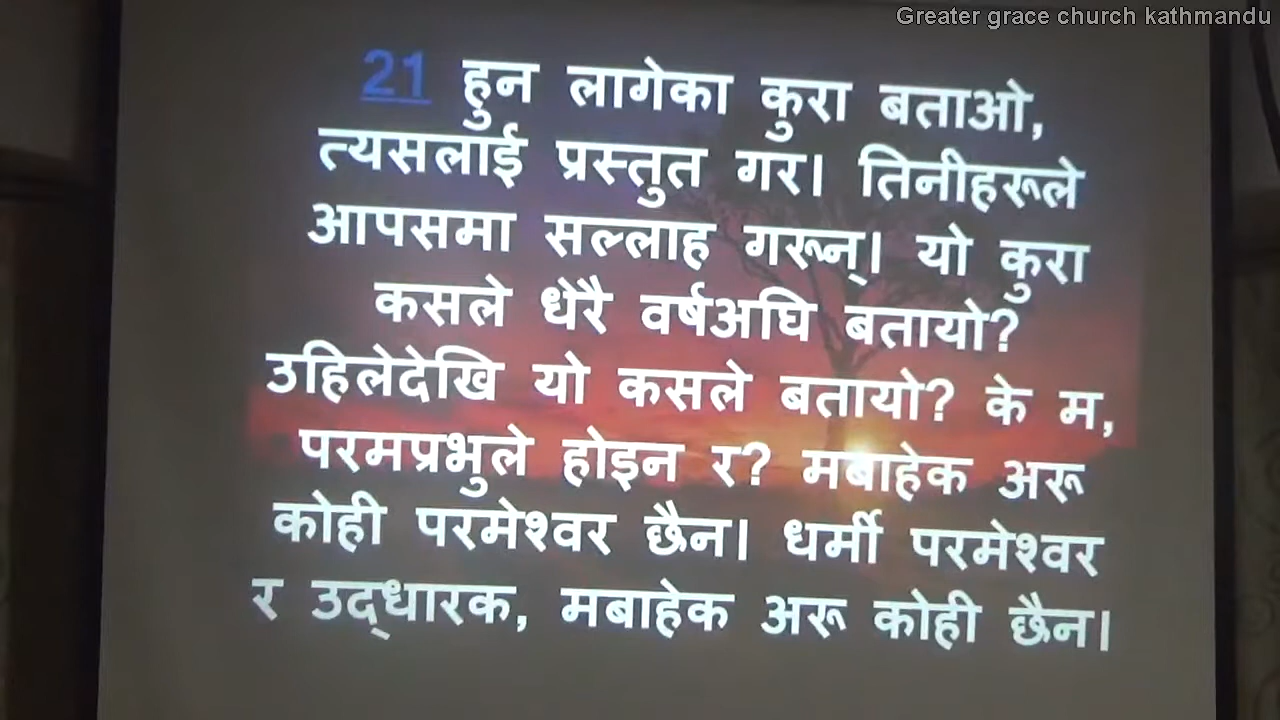 Greater grace church kathmandu
21 हुन लागेका कुरा बताओ,
त्यसलाई प्रस्तुत गर। तिनीहरूले
आपसमा सल्लाह गरून्। यो कुरा
कसले धेरै वर्षअघि बतायो?
उहिलेदेखि यो कसले बतायो? के म,
परमप्रभुले होइन र? मबाहेक अरू
कोही परमेश्वर छैन। धर्मी परमेश्वर
र उद्धारक, मबाहेक अरू कोही छैन।